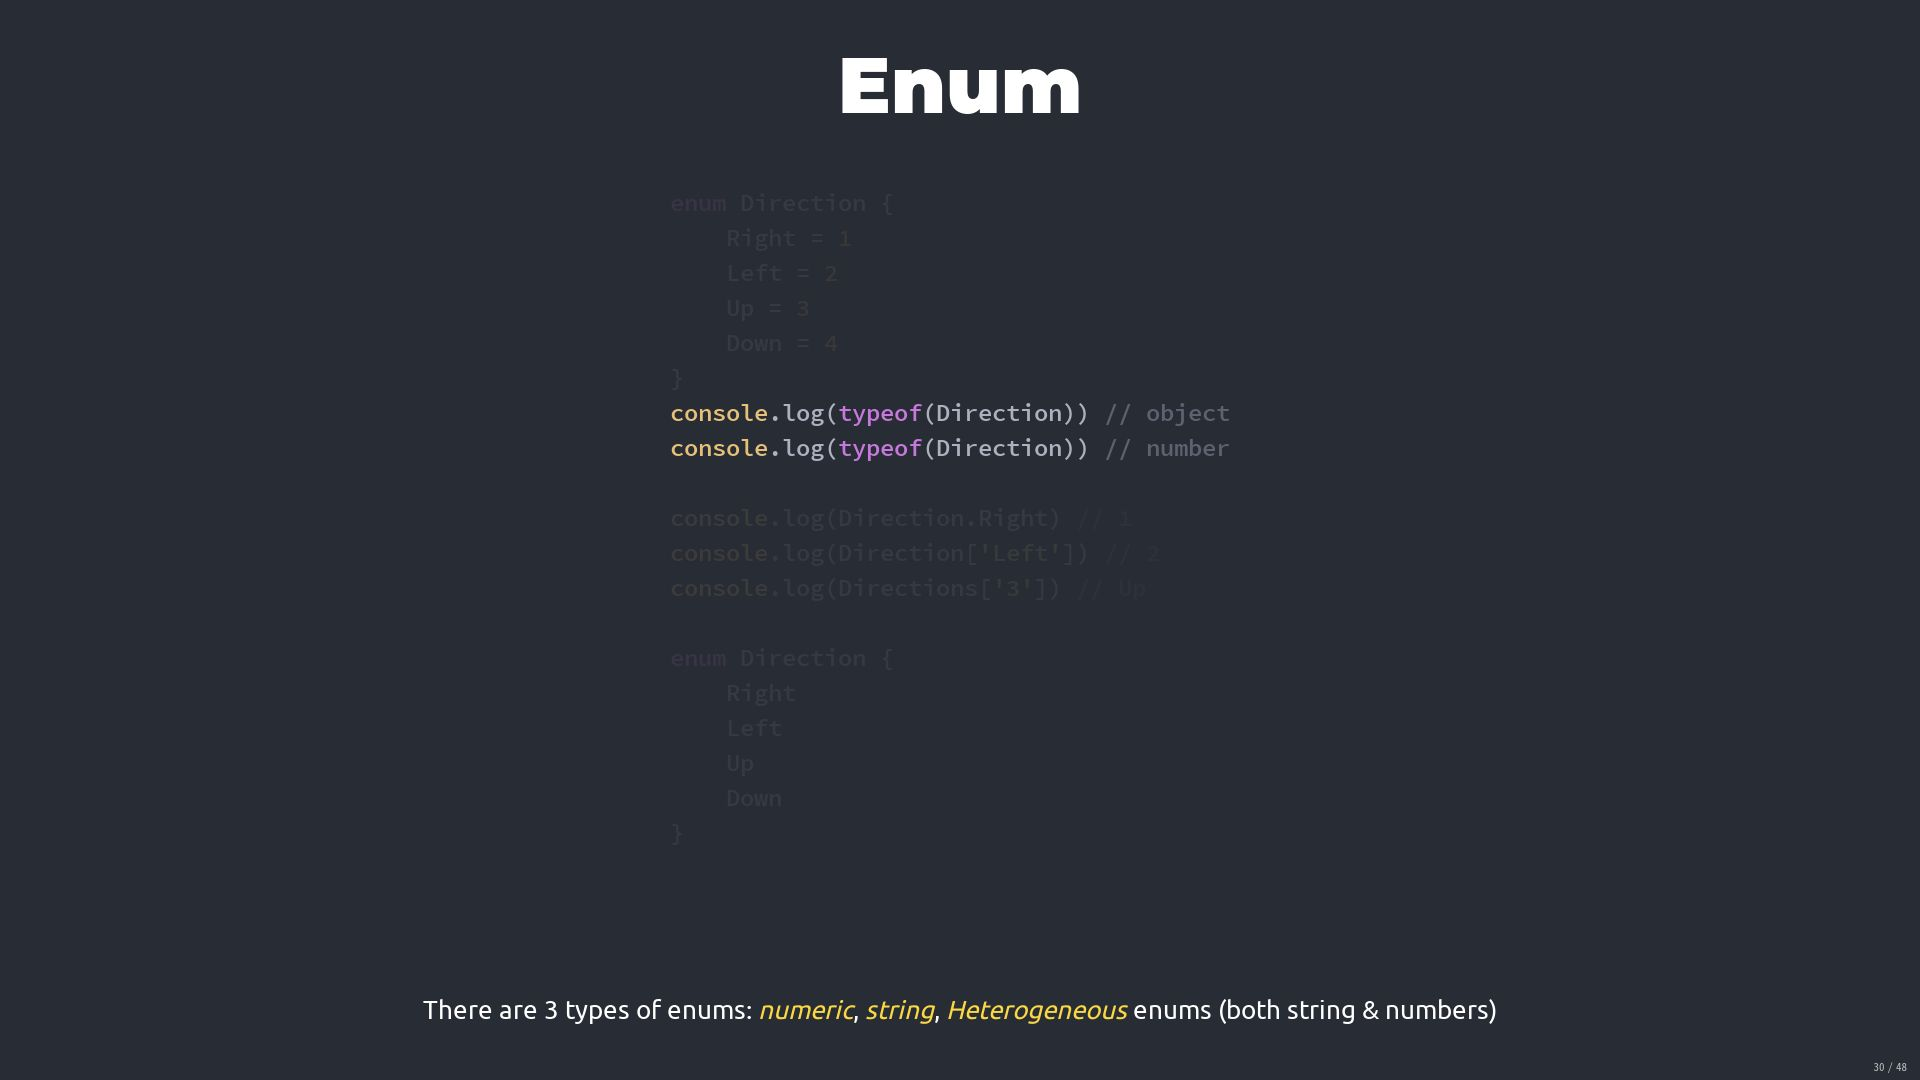 Enum
enum Direction {
    Right = 1
    Left = 2
    Up = 3
    Down = 4
}
console.log(typeof(Direction)) // object
console.log(typeof(Direction)) // number
console.log(Direction.Right) // 1
console.log(Direction['Left']) // 2
console.log(Directions['3']) // Up
enum Direction {
    Right
    Left
    Up
    Down
}
There are 3 types of enums: numeric, string, Heterogeneous enums (both string & numbers)
30 / 48